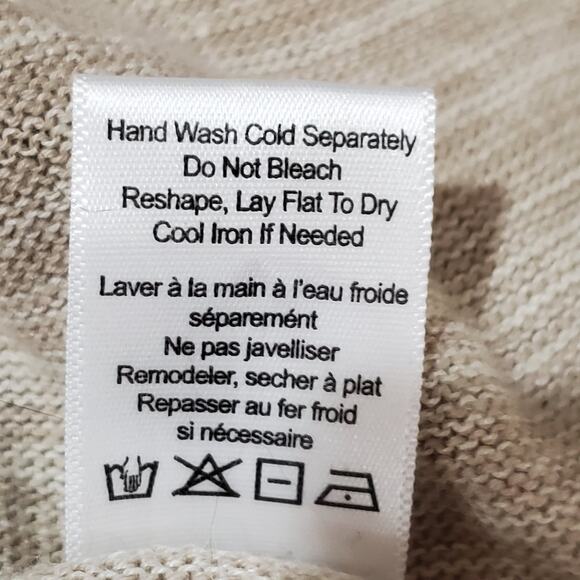 Hand Wash Cold Separately
Do Not Bleach
Reshape, Lay Flat To Dry
Cool Iron If Needed
Laver à la main à l'eau froide
séparemént
Ne pas javelliser
Remodeler, secher à plat
Repasser au fer froid
si nécessaire